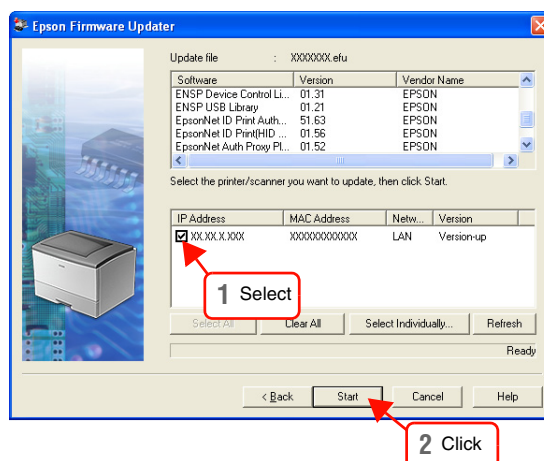 Epson Firmware Updater
Update file : XXXXXXX.efu
Software Version Vendor Name
ENSP Device Control Li... 01.31 EPSON
ENSP USB Library 01.21 EPSON
EpsonNet ID Print Auth... 51.63 EPSON
EpsonNet ID Print(HID ... 01.56 EPSON
EpsonNet Auth Proxy Pl... 01.52 EPSON
Select the printer/scanner you want to update, then click Start.
IP Address MAC Address Netw... Version
XX.XX.X.XXX XXXXXXXXXXXX LAN Version-up
1 Select
Select All Clear All Select Individually... Refresh
Ready
< Back Start Cancel Help
2 Click